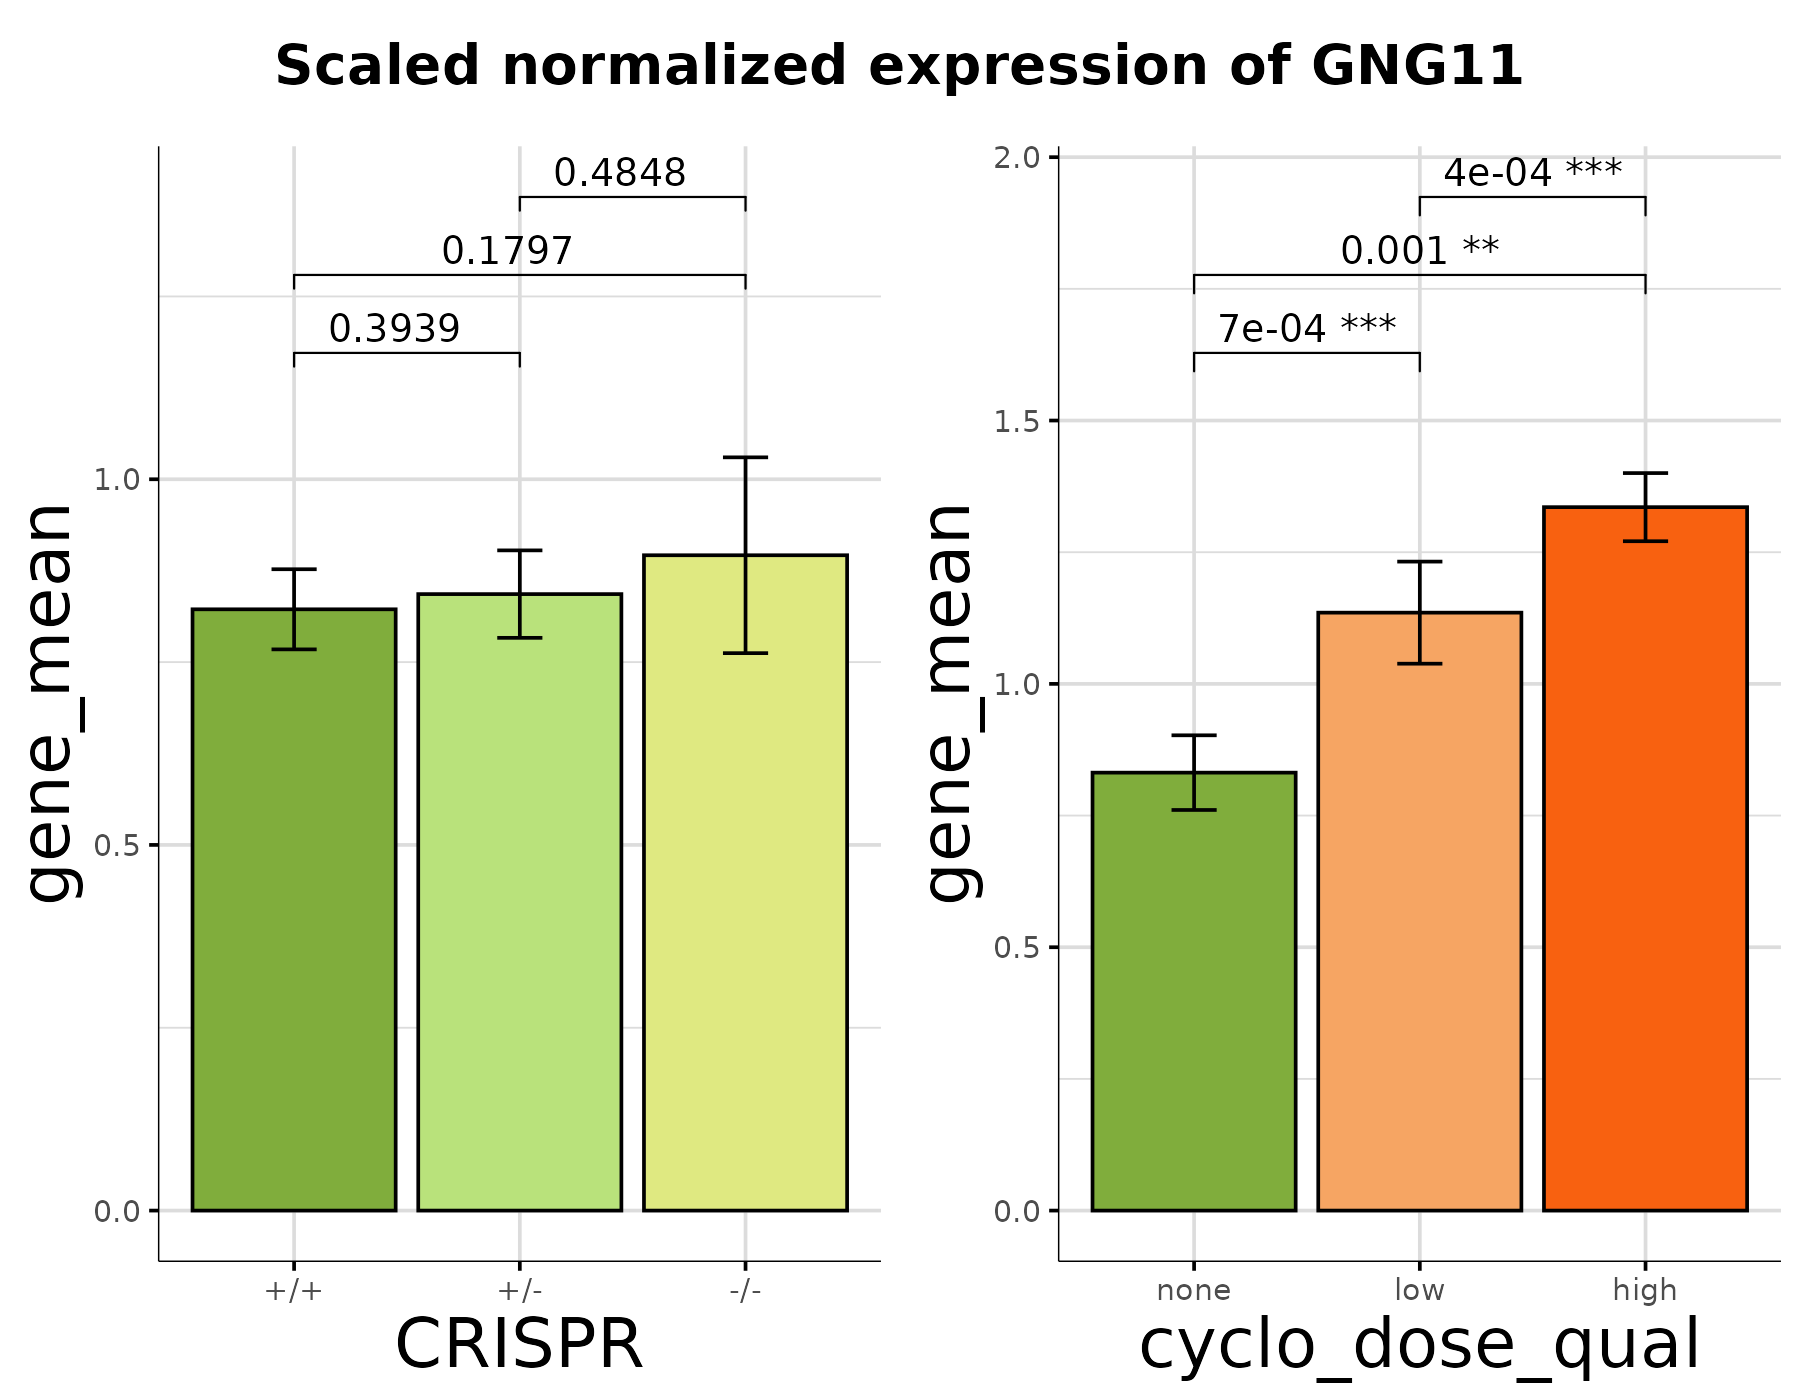 Scaled normalized expression of GNG11
gene_mean
1.0
0.5
0.0
0.4848
0.1797
0.3939
+/+
+/-
-/-
CRISPR
gene_mean
2.0
1.5
1.0
0.5
0.0
4e-04 ***
0.001 **
7e-04 ***
none
low
high
cyclo_dose_qual